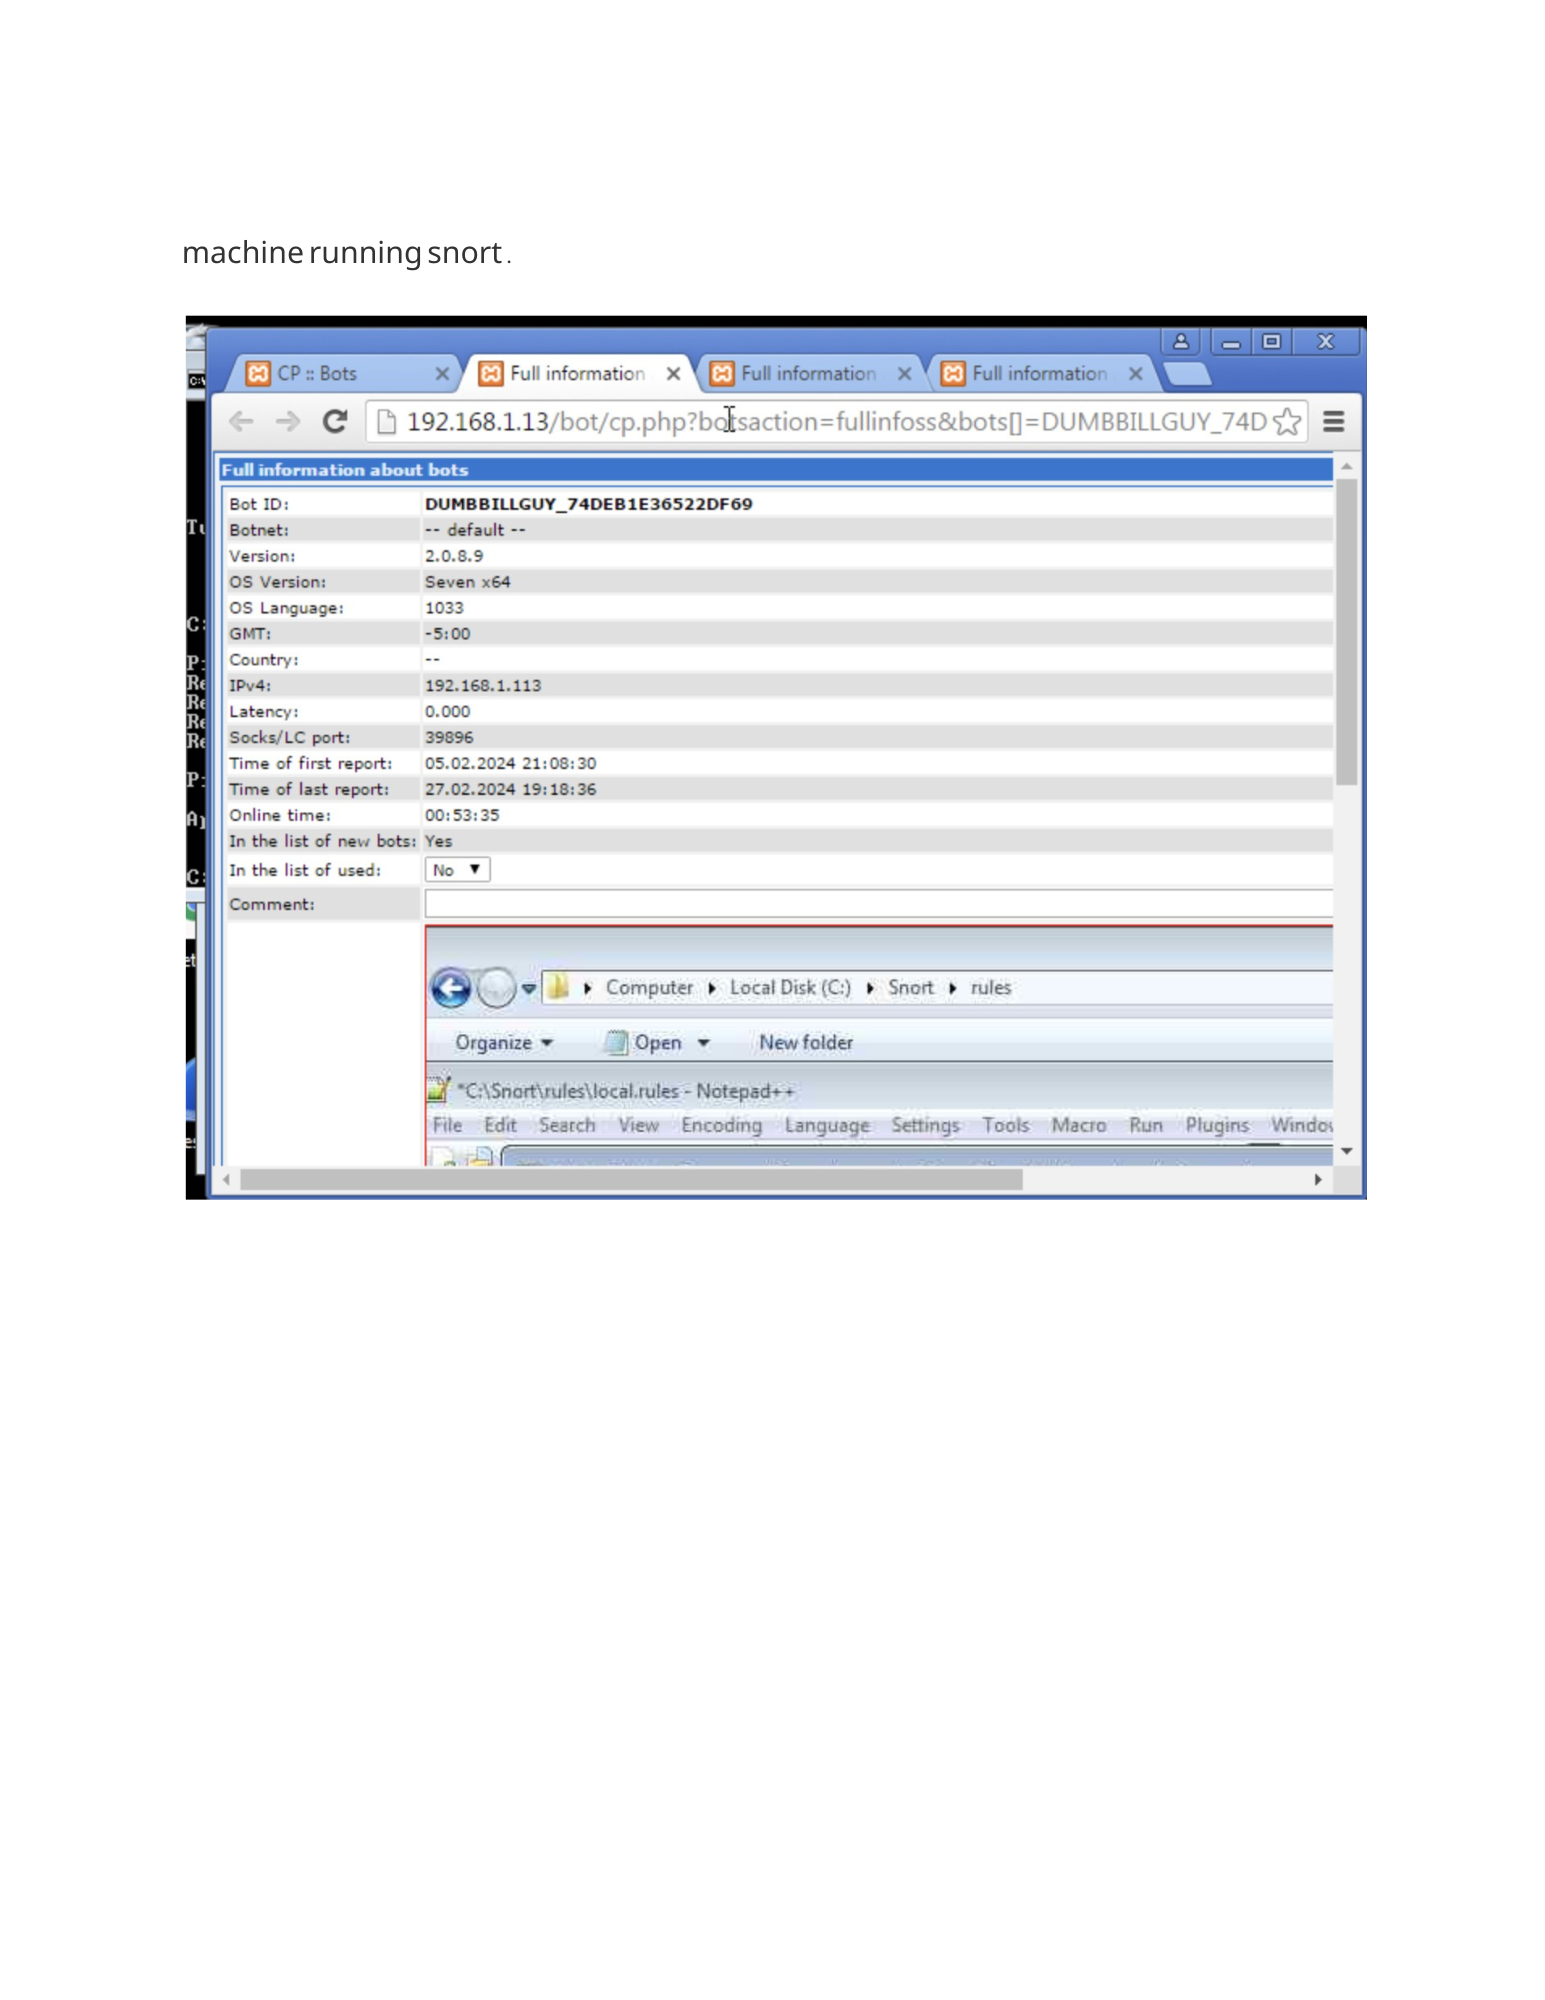 machine running snort .
CP :: Bots
Full information
Full information
Full information
192.168.1.13/bot/cp.php?botsaction=fullinfoss&bots[]=DUMBBILLGUY_74D
Full information about bots
Bot ID: DUMBBILLGUY_74DEB1E36522DF69
Botnet: -- default --
Version: 2.0.8.9
OS Version: Seven x64
OS Language: 1033
GMT: -5:00
Country: --
IPv4: 192.168.1.113
Latency: 0.000
Socks/LC port: 39896
Time of first report: 05.02.2024 21:08:30
Time of last report: 27.02.2024 19:18:36
Online time: 00:53:35
In the list of new bots: Yes
In the list of used: No
Comment:
Computer Local Disk (C:) Snort rules
Organize Open New folder
*C:\Snort\rules\local.rules - Notepad++
File Edit Search View Encoding Language Settings Tools Macro Run Plugins Window